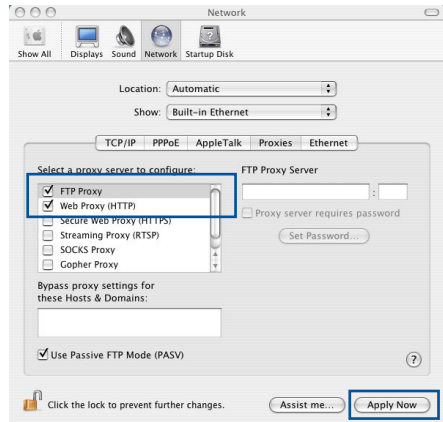 Network
Show All Displays Sound Network Startup Disk
Location: Automatic
Show: Built-in Ethernet
TCP/IP PPPoE AppleTalk Proxies Ethernet
Select a proxy server to configure: FTP Proxy Server
FTP Proxy
Web Proxy (HTTP) :
Secure Web Proxy (HTTPS) Proxy server requires password
Streaming Proxy (RTSP) Set Password...
SOCKS Proxy
Gopher Proxy
Bypass proxy settings for
these Hosts & Domains:
Use Passive FTP Mode (PASV) ?
Click the lock to prevent further changes. Assist me... Apply Now